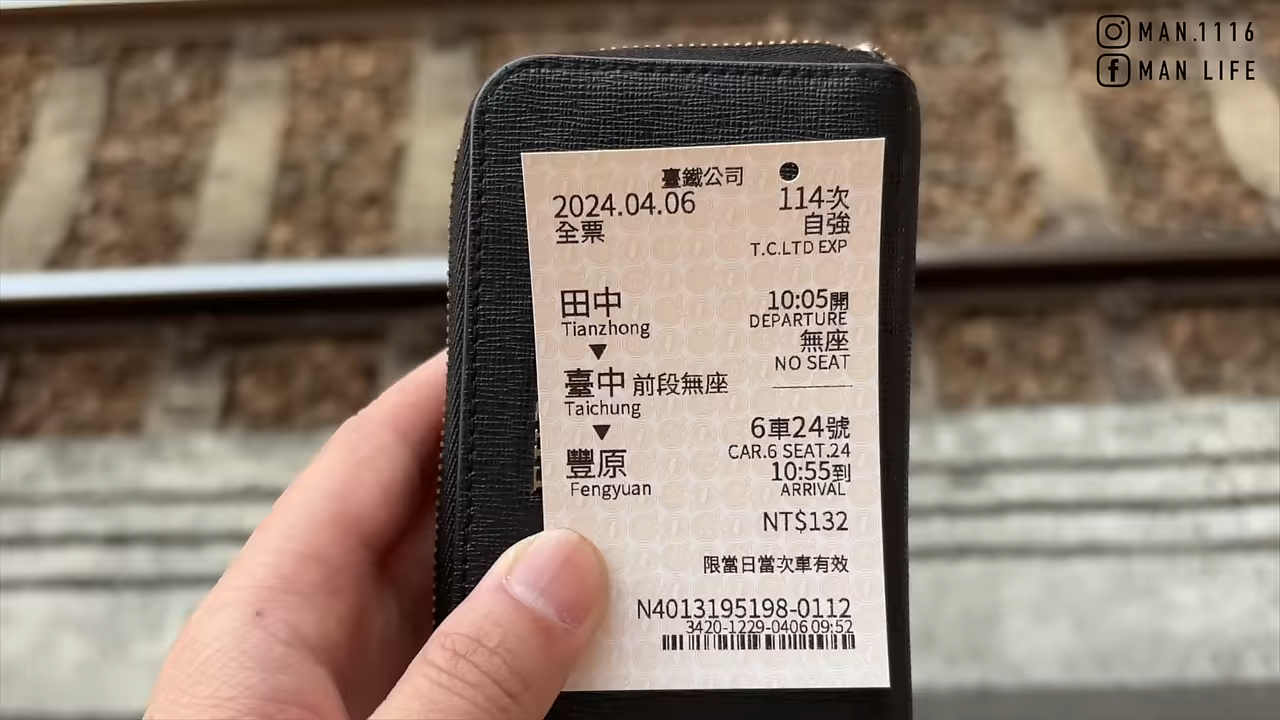 MAN.1116
MAN LIFE
臺鐵公司
2024.04.06 114次
全票 自強
T.C.LTD EXP
田中 10:05開
Tianzhong DEPARTURE
無座
NO SEAT
臺中 前段無座
Taichung
6車24號
CAR.6 SEAT.24
豐原 10:55到
Fengyuan ARRIVAL
NT$132
限當日當次車有效
N4013195198-0112
3420-1229-0406 09:52